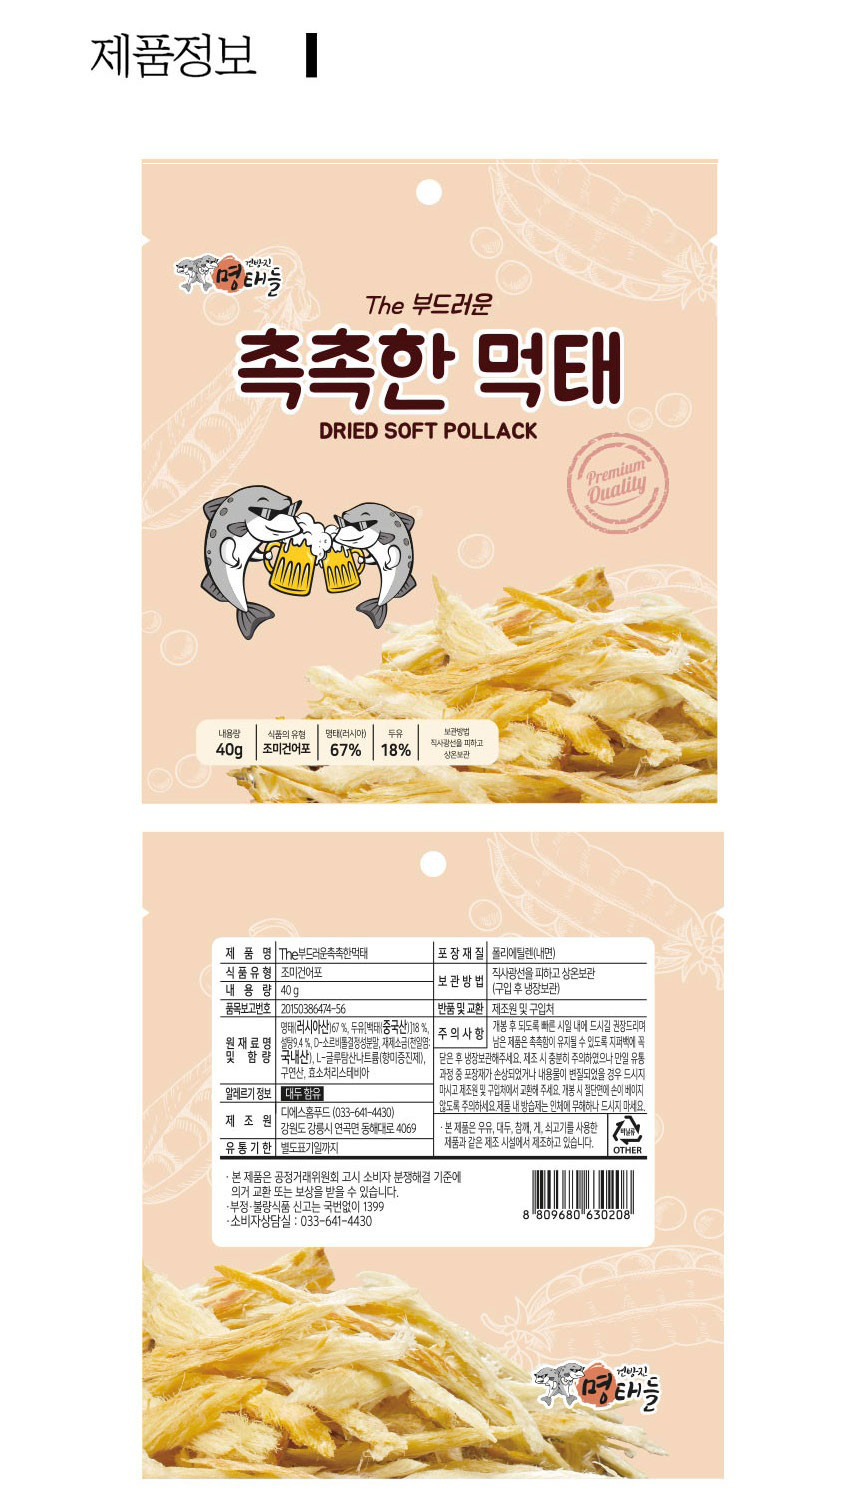 제품정보
건방진
명태들
The 부드러운
촉촉한 먹태
DRIED SOFT POLLACK
Premium
Quality
내용량
40g
식품의 유형
조미건어포
명태(러시아)
67%
두유
18%
보관방법
직사광선을 피하고
상온보관
제 품 명 The부드러운촉촉한먹태
식 품 유 형 조미건어포
내 용 량 40 g
품목보고번호 20150386474-56
원 재 료 명
및 함 량
명태(러시아산)67 %, 두유[백태(중국산)]18 %,
설탕9.4 %, D-소르비톨결정성분말, 재제소금(천일염:
국내산), L-글루탐산나트륨(향미증진제),
구연산, 효소처리스테비아
알레르기 정보 대두 함유
제 조 원
디에스홈푸드 (033-641-4430)
강원도 강릉시 연곡면 동해대로 4069
유 통 기 한 별도표기일까지
포 장 재 질 폴리에틸렌(내면)
보 관 방 법
직사광선을 피하고 상온보관
(구입 후 냉장보관)
반품 및 교환 제조원 및 구입처
주 의 사 항
개봉 후 되도록 빠른 시일 내에 드시길 권장드리며
남은 제품은 촉촉함이 유지될 수 있도록 지퍼백에 꼭
닫은 후 냉장보관해주세요. 제조 시 충분히 주의하였으나 만일 유통
과정 중 포장재가 손상되었거나 내용물이 변질되었을 경우 드시지
마시고 제조원 및 구입처에서 교환해 주세요. 개봉 시 절단면에 손이 베이지
않도록 주의하세요.제품 내 방습제는 인체에 무해하나 드시지 마세요.
· 본 제품은 우유, 대두, 참깨, 게, 쇠고기를 사용한
제품과 같은 제조 시설에서 제조하고 있습니다.
비닐류
OTHER
· 본 제품은 공정거래위원회 고시 소비자 분쟁해결 기준에
의거 교환 또는 보상을 받을 수 있습니다.
·부정·불량식품 신고는 국번없이 1399
·소비자상담실 : 033-641-4430
8 809680 630208
건방진
명태들